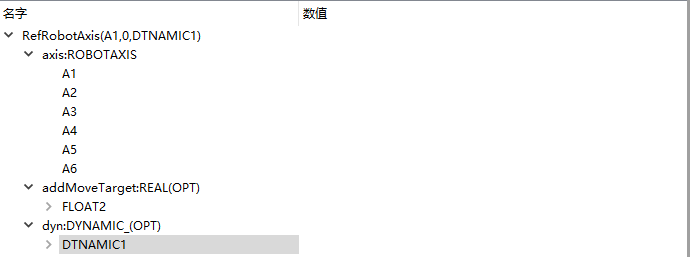 名字 数值
RefRobotAxis(A1,0,DTNAMIC1)
axis:ROBOTAXIS
A1
A2
A3
A4
A5
A6
addMoveTarget:REAL(OPT)
FLOAT2
dyn:DYNAMIC_(OPT)
DTNAMIC1